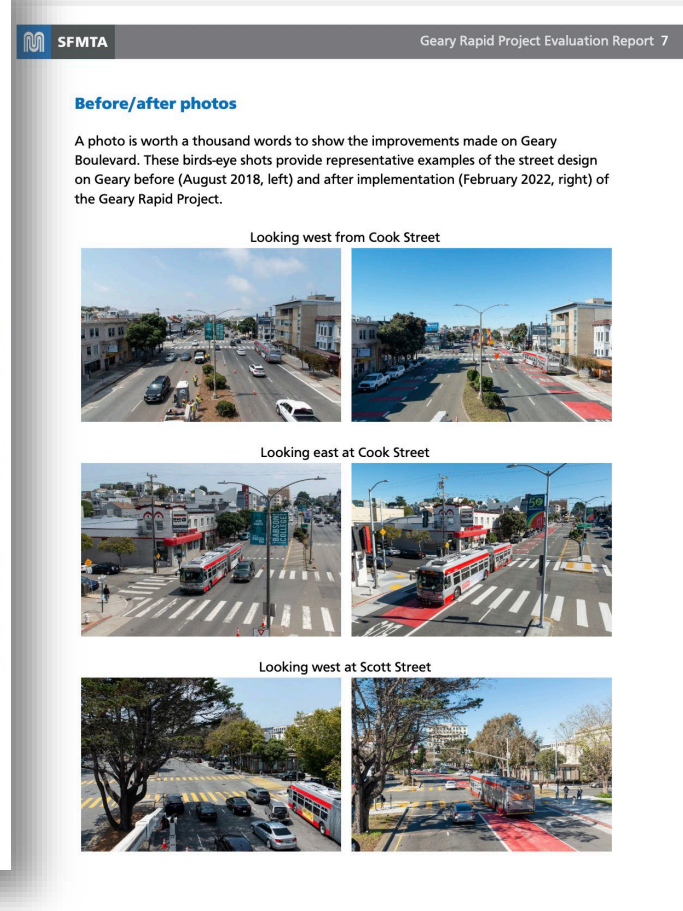 SFMTA
Geary Rapid Project Evaluation Report 7
Before/after photos
A photo is worth a thousand words to show the improvements made on Geary
Boulevard. These birds-eye shots provide representative examples of the street design
on Geary before (August 2018, left) and after implementation (February 2022, right) of
the Geary Rapid Project.
Looking west from Cook Street
Looking east at Cook Street
BABSON
COLLEGE
50
Looking west at Scott Street